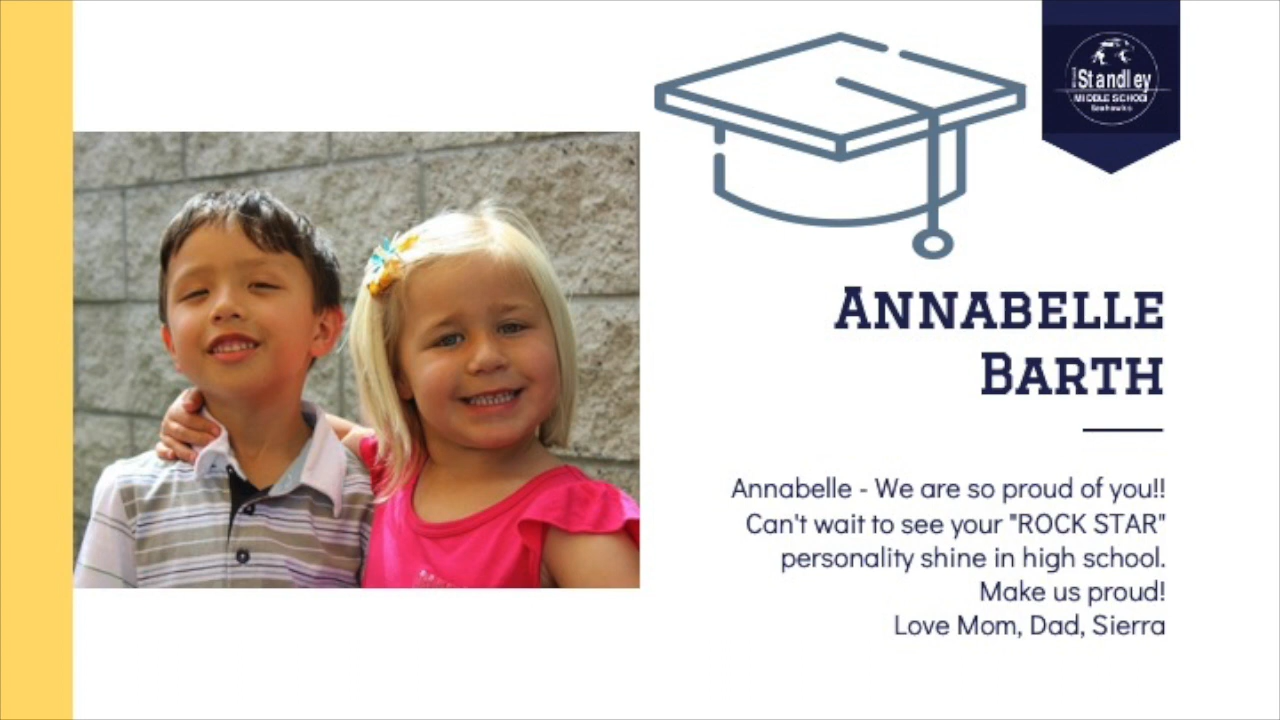 Standley
MIDDLE SCHOOL
Seahawks
ANNABELLE
BARTH
Annabelle - We are so proud of you!!
Can't wait to see your "ROCK STAR"
personality shine in high school.
Make us proud!
Love Mom, Dad, Sierra